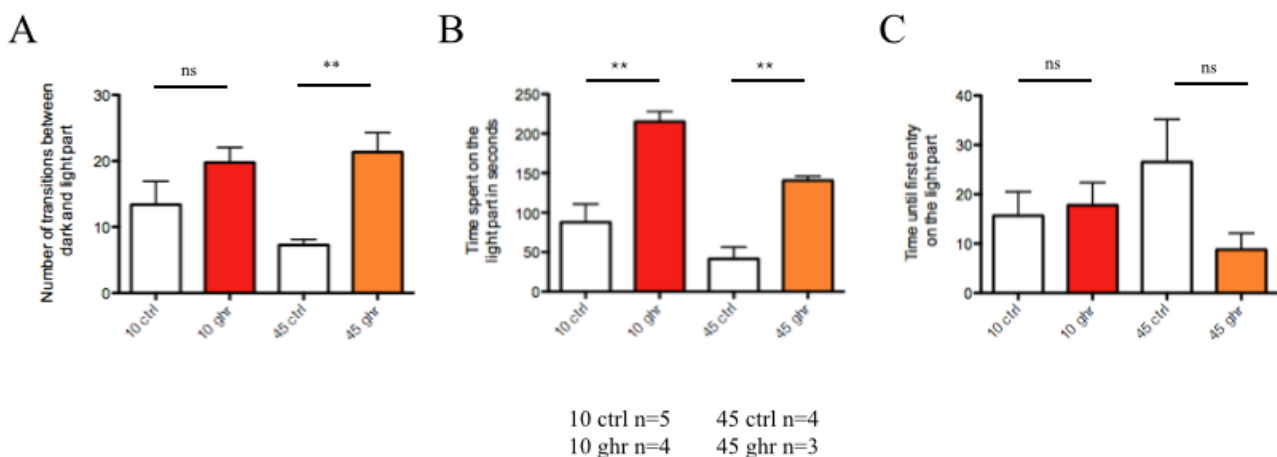 A
B
C
ns
**
**
**
ns
ns
Number of transitions between
dark and light part
30
20
10
0
10 ctrl
10 ghr
45 ctrl
45 ghr
Time spent on the
light part in seconds
250
200
150
100
50
0
10 ctrl
10 ghr
45 ctrl
45 ghr
Time until first entry
on the light part
40
30
20
10
0
10 ctrl
10 ghr
45 ctrl
45 ghr
10 ctrl n=5 45 ctrl n=4
10 ghr n=4 45 ghr n=3